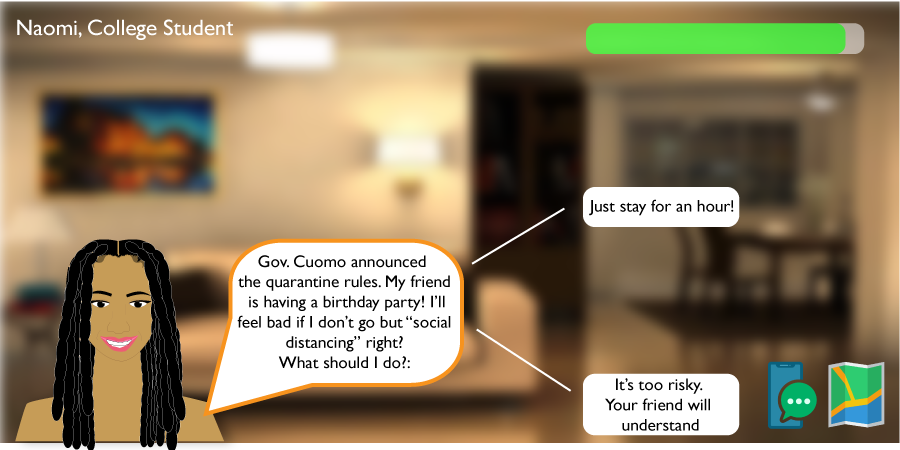 Naomi, College Student
Gov. Cuomo announced
the quarantine rules. My friend
is having a birthday party! I'll
feel bad if I don't go but “social
distancing” right?
What should I do?:
Just stay for an hour!
It's too risky.
Your friend will
understand